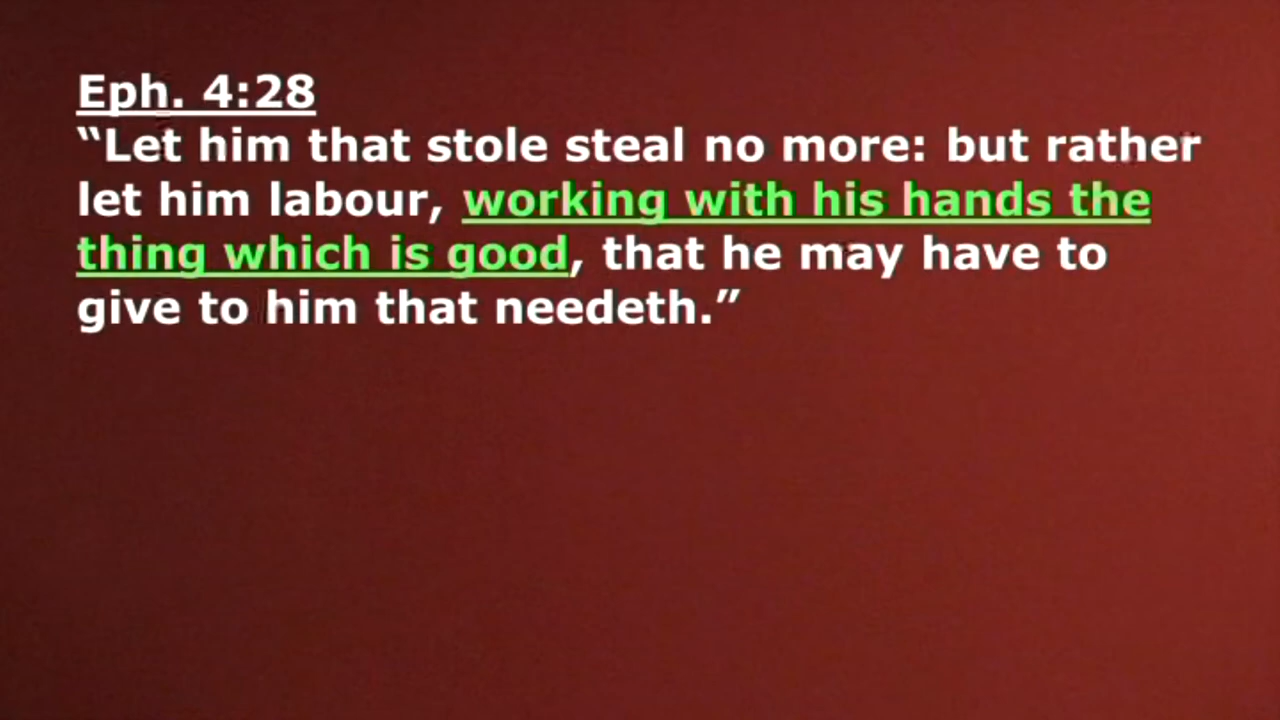 Eph. 4:28
“Let him that stole steal no more: but rather
let him labour, working with his hands the
thing which is good, that he may have to
give to him that needeth.”